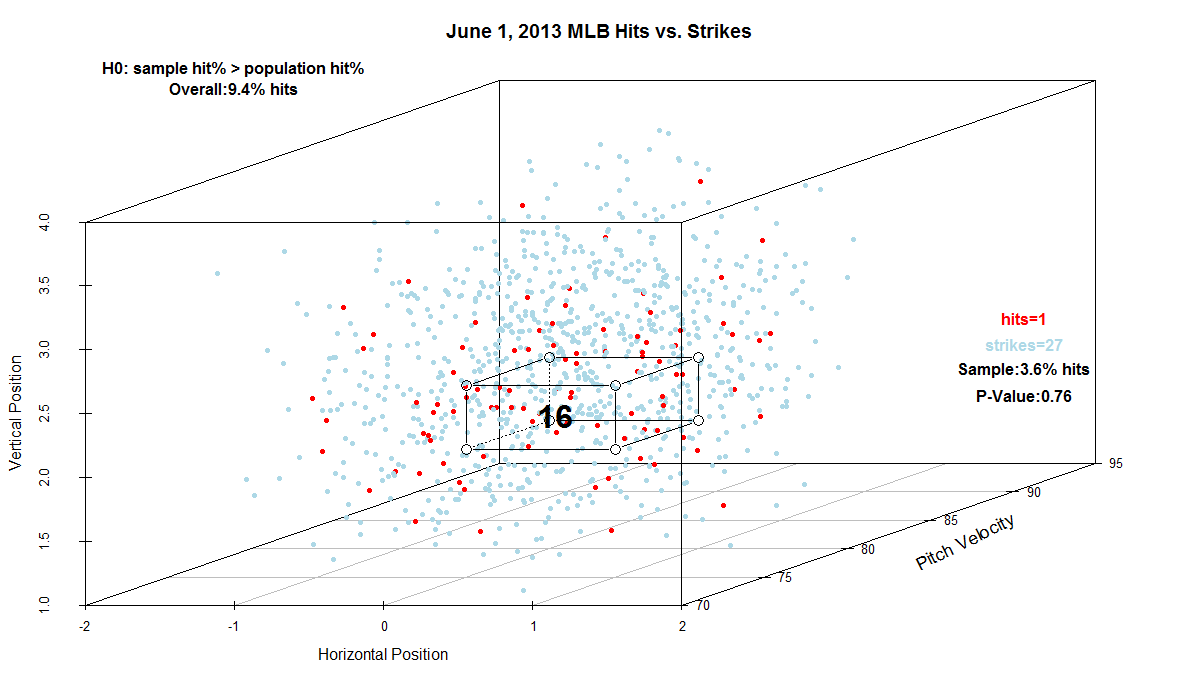 June 1, 2013 MLB Hits vs. Strikes
H0: sample hit% > population hit%
Overall:9.4% hits
hits=1
strikes=27
Sample:3.6% hits
P-Value:0.76
16
Vertical Position
4.0
3.5
3.0
2.5
2.0
1.5
1.0
-2
-1
0
1
2
Horizontal Position
70
75
80
85
90
95
Pitch Velocity